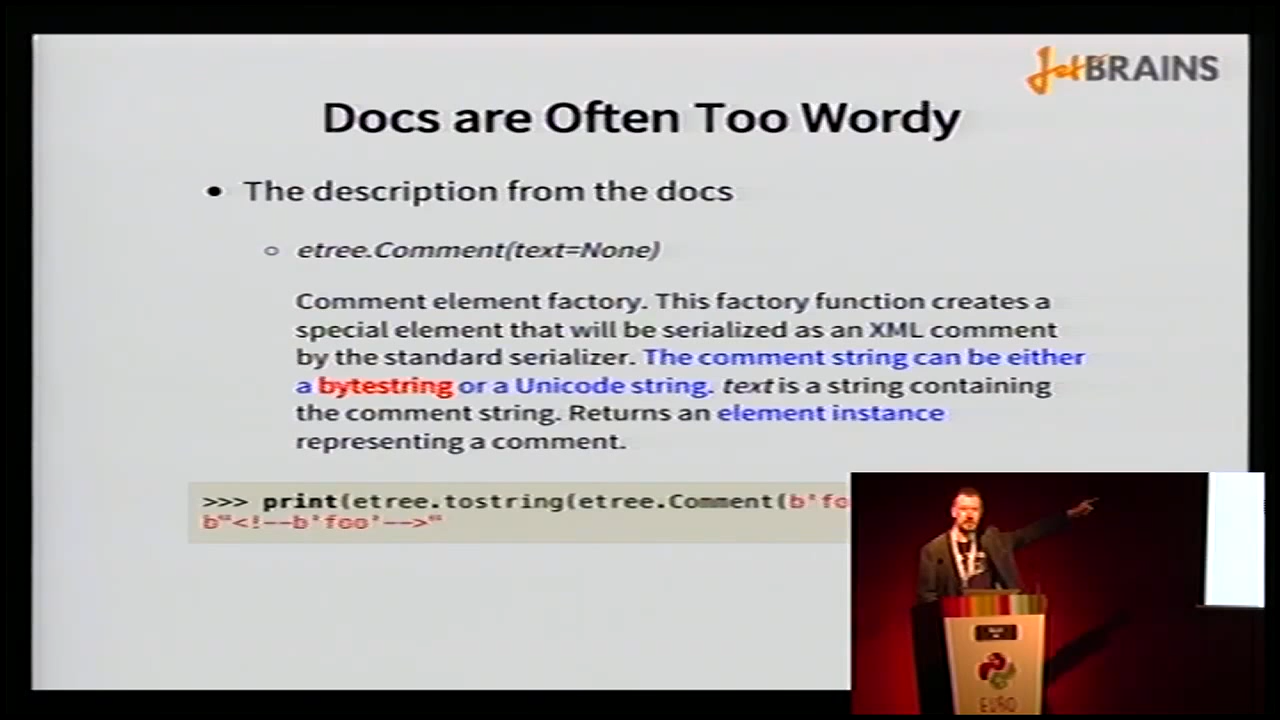 JetBRAINS
Docs are Often Too Wordy
• The description from the docs
○ etree.Comment(text=None)
Comment element factory. This factory function creates a
special element that will be serialized as an XML comment
by the standard serializer. The comment string can be either
a bytestring or a Unicode string. text is a string containing
the comment string. Returns an element instance
representing a comment.
>>> print(etree.tostring(etree.Comment(b'fo
b"<!--b'foo'-->"
EURO